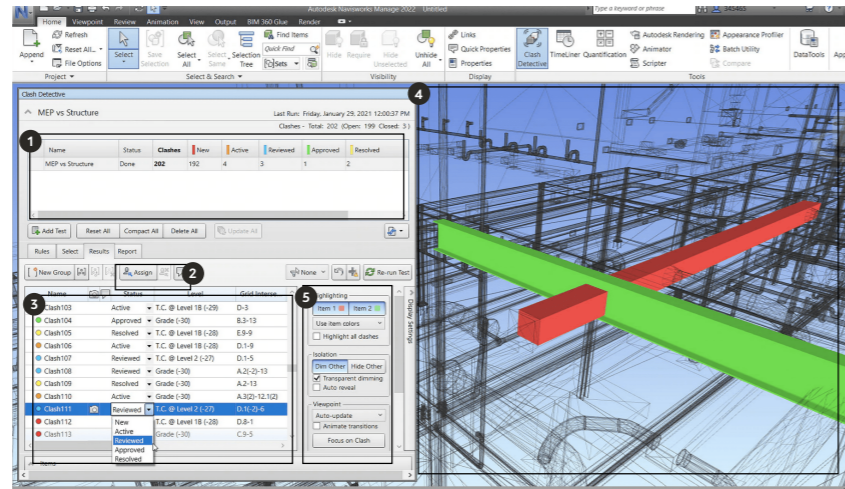 Autodesk Navisworks Manage 2022 Untitled
Type a keyword or phrase
345465
Home Viewpoint Review Animation View Output BIM 360 Glue Render
Append
Refresh
Reset All...
File Options
Project
Select
Save Selection
Select All
Select Same
Selection Tree
Find Items
Quick Find
Sets
Select & Search
Hide
Require
Hide Unselected
Unhide All
Visibility
Links
Quick Properties
Properties
Display
Clash Detective
TimeLiner
Quantification
Autodesk Rendering
Animator
Scripter
Appearance Profiler
Batch Utility
Compare
Tools
DataTools
Clash Detective
MEP vs Structure
Last Run: Friday, January 29, 2021 12:00:37 PM
Clashes - Total: 202 (Open: 199 Closed: 3)
1
Name Status Clashes New Active Reviewed Approved Resolved
MEP vs Structure Done 202 192 4 3 1 2
Add Test Reset All Compact All Delete All Update All
Rules Select Results Report
New Group Assign None Re-run Test
2
3
Name Status Level Grid Interse
Clash103 Active T.C. @ Level 1B (-29) D-3
Clash104 Approved Grade (-30) B.3-13
Clash105 Resolved T.C. @ Level 1B (-28) E.9-9
Clash106 Active T.C. @ Level 1B (-28) D.1-9
Clash107 Reviewed T.C. @ Level 2 (-27) D.1-5
Clash108 Reviewed Grade (-30) A.2(-2)-13
Clash109 Resolved Grade (-30) A.2-13
Clash110 Active Grade (-30) A.3(2)-12.1(2)
Clash111 Reviewed T.C. @ Level 2 (-27) D.1(-2)-6
Clash112 New T.C. @ Level 1B (-28) D.8-1
Clash113 Active Grade (-30) C.9-5
Reviewed
Approved
Resolved
Items
5
Highlighting
Item 1 Item 2
Use item colors
Highlight all clashes
Isolation
Dim Other Hide Other
Transparent dimming
Auto reveal
Viewpoint
Auto-update
Animate transitions
Focus on Clash
Display Settings
4